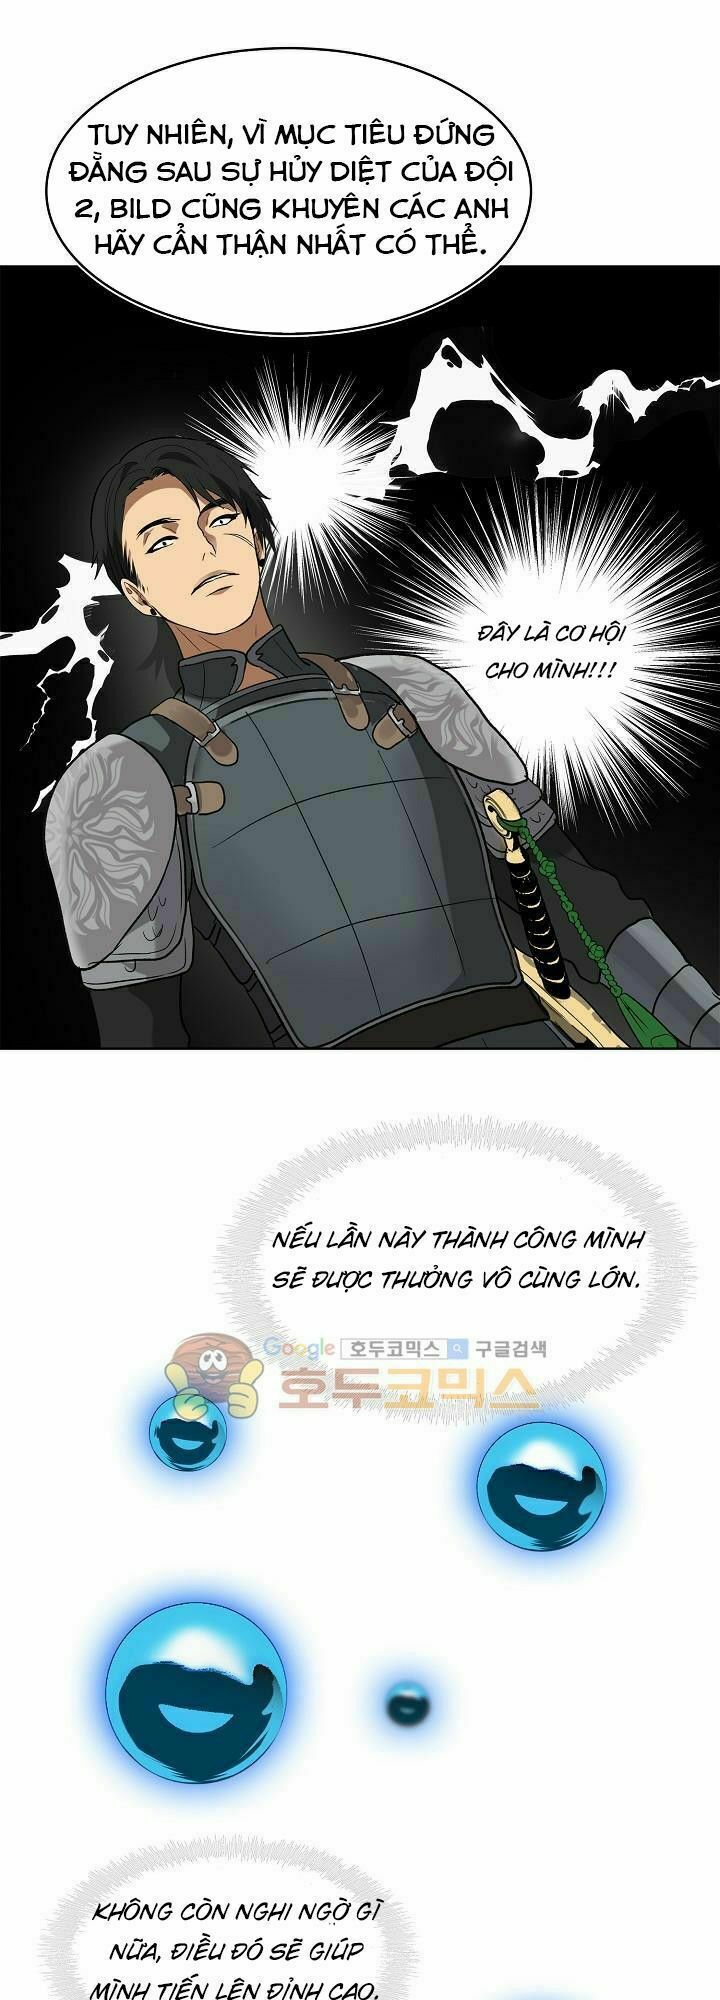 TUY NHIÊN, VÌ MỤC TIÊU ĐỨNG
ĐẰNG SAU SỰ HỦY DIỆT CỦA ĐỘI
2, BILD CŨNG KHUYÊN CÁC ANH
HÃY CẨN THẬN NHẤT CÓ THỂ.
ĐÂY LÀ CƠ HỘI
CHO MÌNH!!!
NẾU LẦN NÀY THÀNH CÔNG MÌNH
SẼ ĐƯỢC THƯỞNG VÔ CÙNG LỚN.
Google 호두코믹스 구글검색
호두코믹스
KHÔNG CÒN NGHI NGỜ GÌ
NỮA, ĐIỀU ĐÓ SẼ GIÚP
MÌNH TIẾN LÊN ĐỈNH CAO.